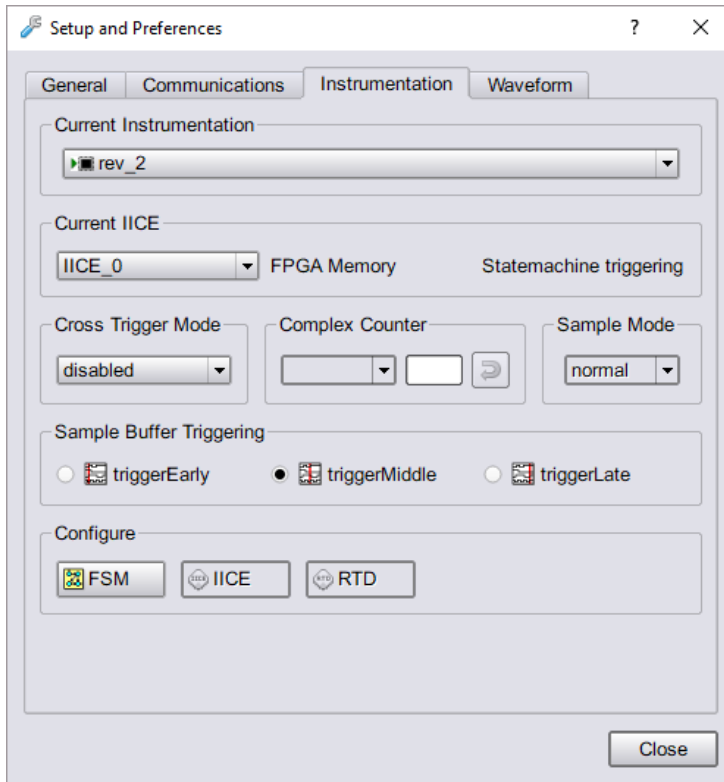 Setup and Preferences ?
General Communications Instrumentation Waveform
Current Instrumentation
rev_2
Current IICE
IICE_0 FPGA Memory Statemachine triggering
Cross Trigger Mode Complex Counter Sample Mode
disabled normal
Sample Buffer Triggering
triggerEarly triggerMiddle triggerLate
Configure
FSM IICE RTD
Close